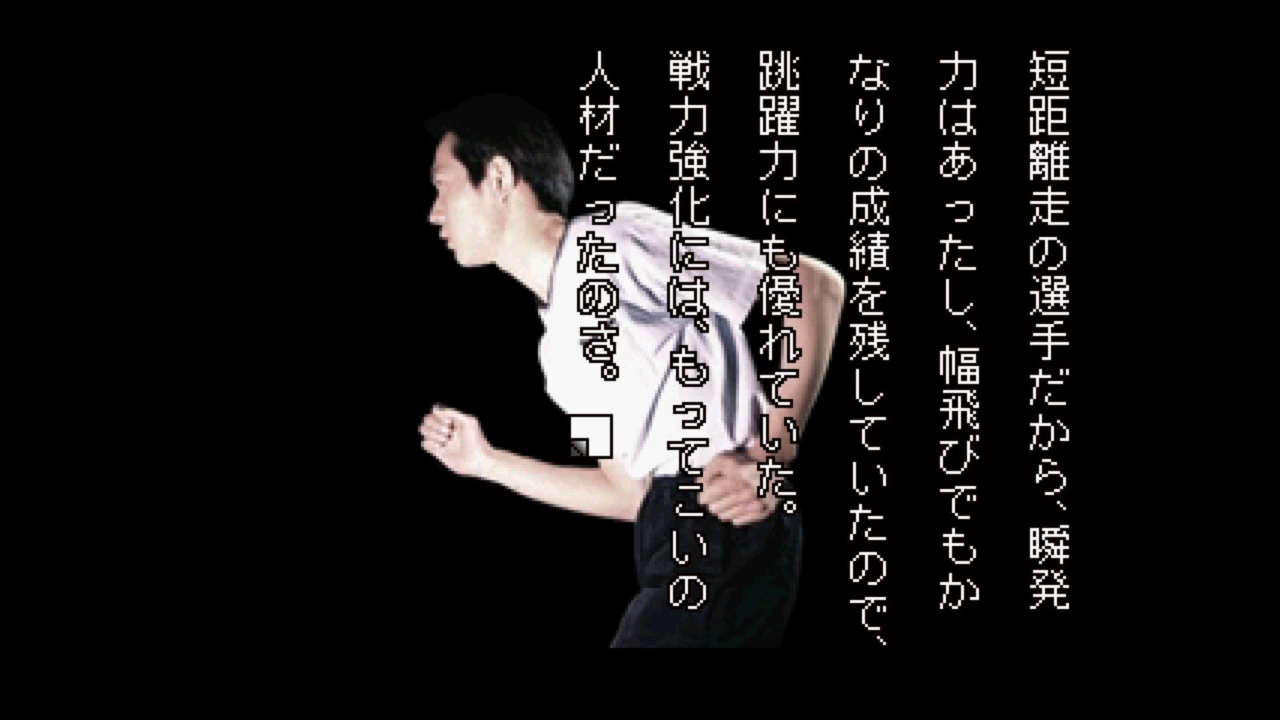 短距離走の選手だから、瞬発
力はあったし、幅飛びでもか
なりの成績を残していたので、
跳躍力にも優れていた。
戦力強化には、もってこいの
人材だったのさ。